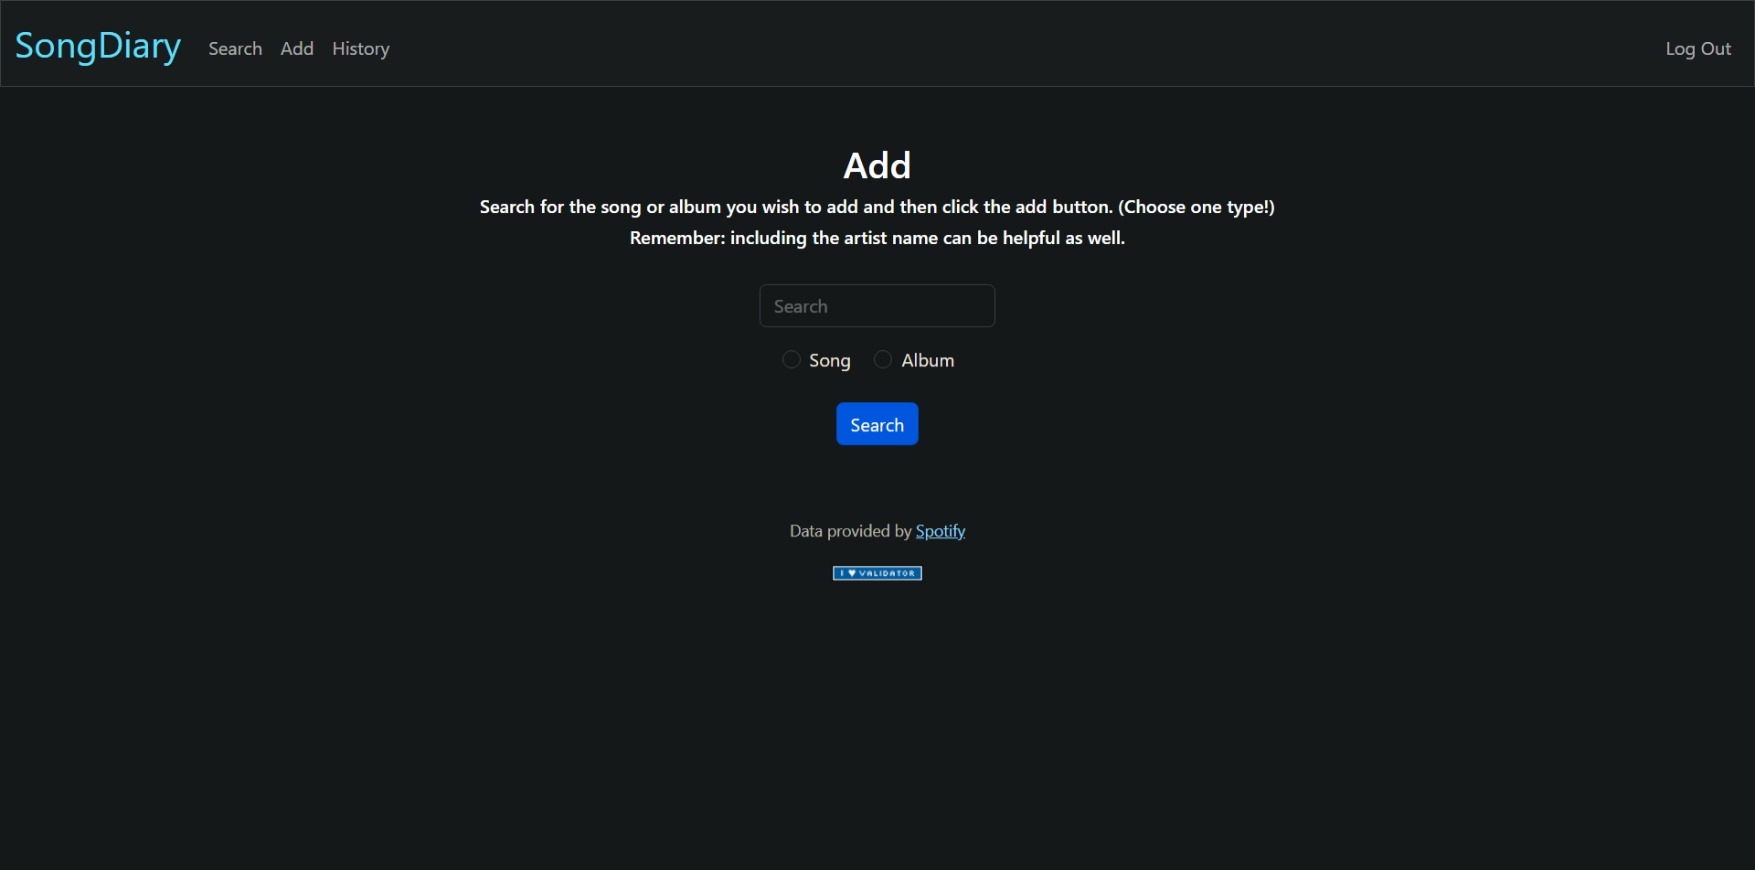 SongDiary Search Add History Log Out
Add
Search for the song or album you wish to add and then click the add button. (Choose one type!)
Remember: including the artist name can be helpful as well.
Search
Song Album
Search
Data provided by Spotify
I ♥ VALIDATOR